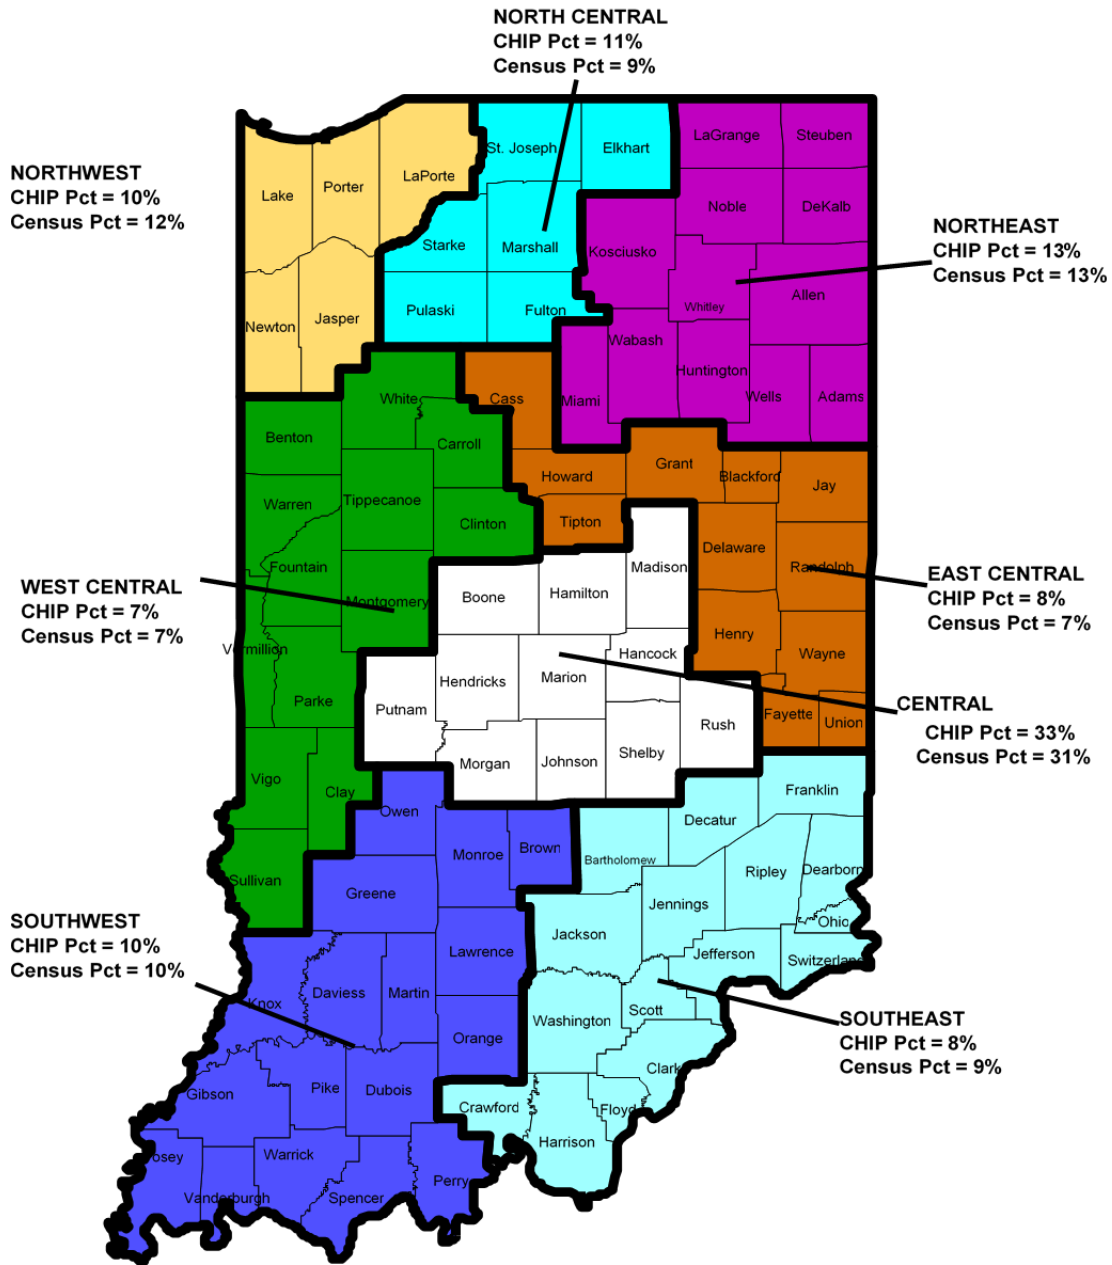 NORTH CENTRAL
CHIP Pct = 11%
Census Pct = 9%
NORTHWEST
CHIP Pct = 10%
Census Pct = 12%
NORTHEAST
CHIP Pct = 13%
Census Pct = 13%
WEST CENTRAL
CHIP Pct = 7%
Census Pct = 7%
EAST CENTRAL
CHIP Pct = 8%
Census Pct = 7%
CENTRAL
CHIP Pct = 33%
Census Pct = 31%
SOUTHWEST
CHIP Pct = 10%
Census Pct = 10%
SOUTHEAST
CHIP Pct = 8%
Census Pct = 9%
Lake
Porter
LaPorte
Newton
Jasper
St. Joseph
Elkhart
Starke
Marshall
Pulaski
Fulton
LaGrange
Steuben
Noble
DeKalb
Kosciusko
Whitley
Allen
Wabash
Huntington
Miami
Wells
Adams
White
Carroll
Benton
Warren
Tippecanoe
Clinton
Fountain
Montgomery
Vermillion
Parke
Vigo
Clay
Sullivan
Cass
Howard
Grant
Blackford
Jay
Tipton
Delaware
Randolph
Henry
Wayne
Fayette
Union
Madison
Boone
Hamilton
Hancock
Hendricks
Marion
Putnam
Rush
Morgan
Johnson
Shelby
Owen
Monroe
Brown
Greene
Lawrence
Knox
Daviess
Martin
Orange
Gibson
Pike
Dubois
Posey
Vanderburgh
Warrick
Spencer
Perry
Franklin
Decatur
Bartholomew
Ripley
Dearborn
Jennings
Ohio
Jackson
Jefferson
Switzerland
Washington
Scott
Clark
Crawford
Floyd
Harrison